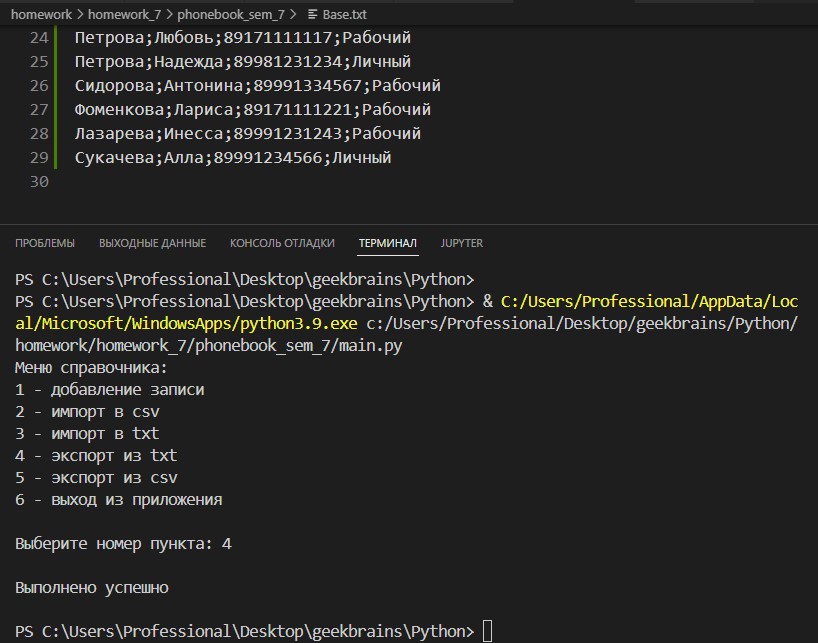 homework > homework_7 > phonebook_sem_7 > Base.txt
24 Петрова;Любовь;89171111117;Рабочий
25 Петрова;Надежда;89981231234;Личный
26 Сидорова;Антонина;89991334567;Рабочий
27 Фоменкова;Лариса;89171111221;Рабочий
28 Лазарева;Инесса;89991231243;Рабочий
29 Сукачева;Алла;89991234566;Личный
30
ПРОБЛЕМЫ ВЫХОДНЫЕ ДАННЫЕ КОНСОЛЬ ОТЛАДКИ ТЕРМИНАЛ JUPYTER
PS C:\Users\Professional\Desktop\geekbrains\Python>
PS C:\Users\Professional\Desktop\geekbrains\Python> & C:/Users/Professional/AppData/Loc
al/Microsoft/WindowsApps/python3.9.exe c:/Users/Professional/Desktop/geekbrains/Python/
homework/homework_7/phonebook_sem_7/main.py
Меню справочника:
1 - добавление записи
2 - импорт в csv
3 - импорт в txt
4 - экспорт из txt
5 - экспорт из csv
6 - выход из приложения
Выберите номер пункта: 4
Выполнено успешно
PS C:\Users\Professional\Desktop\geekbrains\Python>